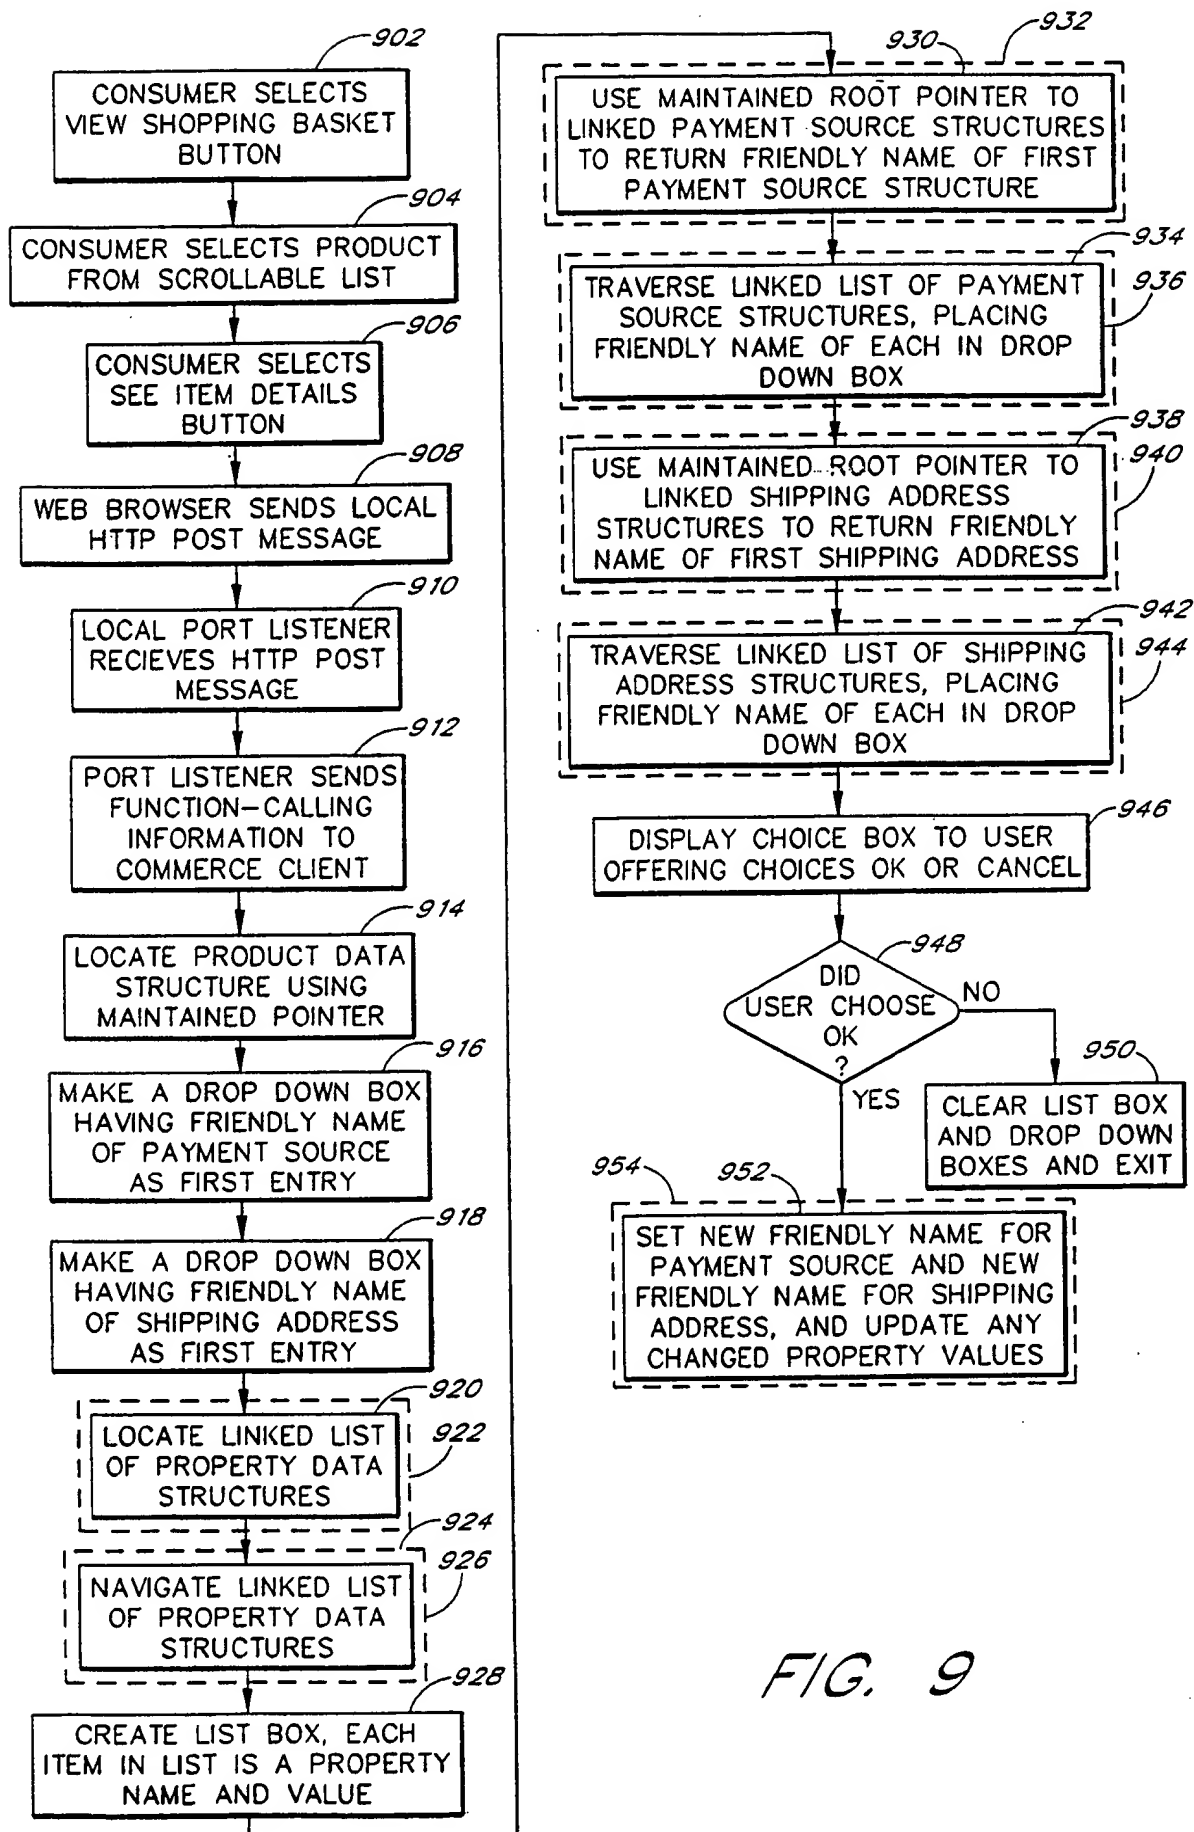 902
CONSUMER SELECTS
VIEW SHOPPING BASKET
BUTTON
904
CONSUMER SELECTS PRODUCT
FROM SCROLLABLE LIST
906
CONSUMER SELECTS
SEE ITEM DETAILS
BUTTON
908
WEB BROWSER SENDS LOCAL
HTTP POST MESSAGE
910
LOCAL PORT LISTENER
RECIEVES HTTP POST
MESSAGE
912
PORT LISTENER SENDS
FUNCTION-CALLING
INFORMATION TO
COMMERCE CLIENT
914
LOCATE PRODUCT DATA
STRUCTURE USING
MAINTAINED POINTER
916
MAKE A DROP DOWN BOX
HAVING FRIENDLY NAME
OF PAYMENT SOURCE
AS FIRST ENTRY
918
MAKE A DROP DOWN BOX
HAVING FRIENDLY NAME
OF SHIPPING ADDRESS
AS FIRST ENTRY
920
922
LOCATE LINKED LIST
OF PROPERTY DATA
STRUCTURES
924
926
NAVIGATE LINKED LIST
OF PROPERTY DATA
STRUCTURES
928
CREATE LIST BOX, EACH
ITEM IN LIST IS A PROPERTY
NAME AND VALUE
930
932
USE MAINTAINED ROOT POINTER TO
LINKED PAYMENT SOURCE STRUCTURES
TO RETURN FRIENDLY NAME OF FIRST
PAYMENT SOURCE STRUCTURE
934
936
TRAVERSE LINKED LIST OF PAYMENT
SOURCE STRUCTURES, PLACING
FRIENDLY NAME OF EACH IN DROP
DOWN BOX
938
940
USE MAINTAINED ROOT POINTER TO
LINKED SHIPPING ADDRESS
STRUCTURES TO RETURN FRIENDLY
NAME OF FIRST SHIPPING ADDRESS
942
944
TRAVERSE LINKED LIST OF SHIPPING
ADDRESS STRUCTURES, PLACING
FRIENDLY NAME OF EACH IN DROP
DOWN BOX
946
DISPLAY CHOICE BOX TO USER
OFFERING CHOICES OK OR CANCEL
948
DID
USER CHOOSE
OK
?
NO
YES
950
CLEAR LIST BOX
AND DROP DOWN
BOXES AND EXIT
954
952
SET NEW FRIENDLY NAME FOR
PAYMENT SOURCE AND NEW
FRIENDLY NAME FOR SHIPPING
ADDRESS, AND UPDATE ANY
CHANGED PROPERTY VALUES
FIG. 9